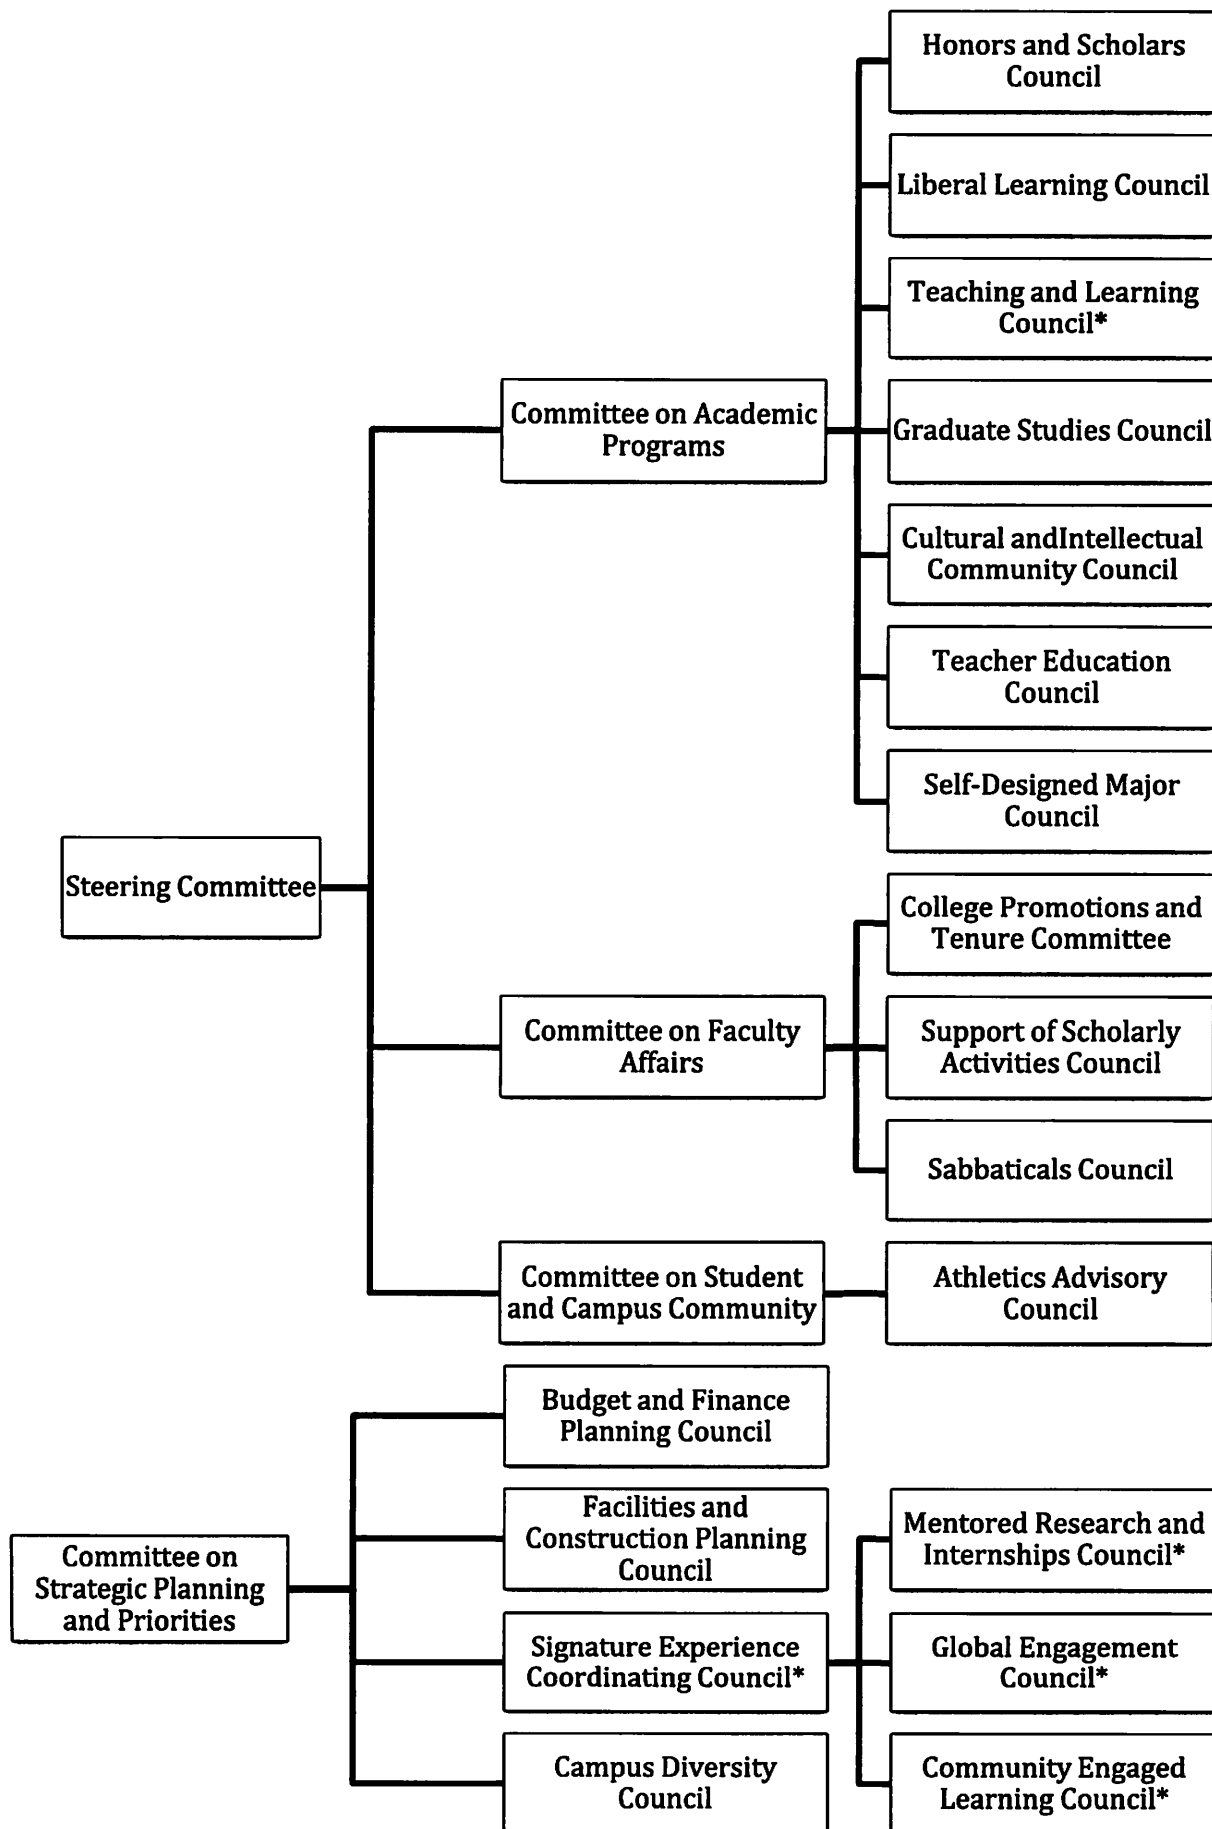 Honors and Scholars
Council
Liberal Learning Council
Teaching and Learning
Council*
Committee on Academic
Programs
Graduate Studies Council
Cultural andIntellectual
Community Council
Teacher Education
Council
Self-Designed Major
Council
Steering Committee
College Promotions and
Tenure Committee
Committee on Faculty
Affairs
Support of Scholarly
Activities Council
Sabbaticals Council
Committee on Student
and Campus Community
Athletics Advisory
Council
Budget and Finance
Planning Council
Facilities and
Construction Planning
Council
Mentored Research and
Internships Council*
Committee on
Strategic Planning
and Priorities
Signature Experience
Coordinating Council*
Global Engagement
Council*
Campus Diversity
Council
Community Engaged
Learning Council*